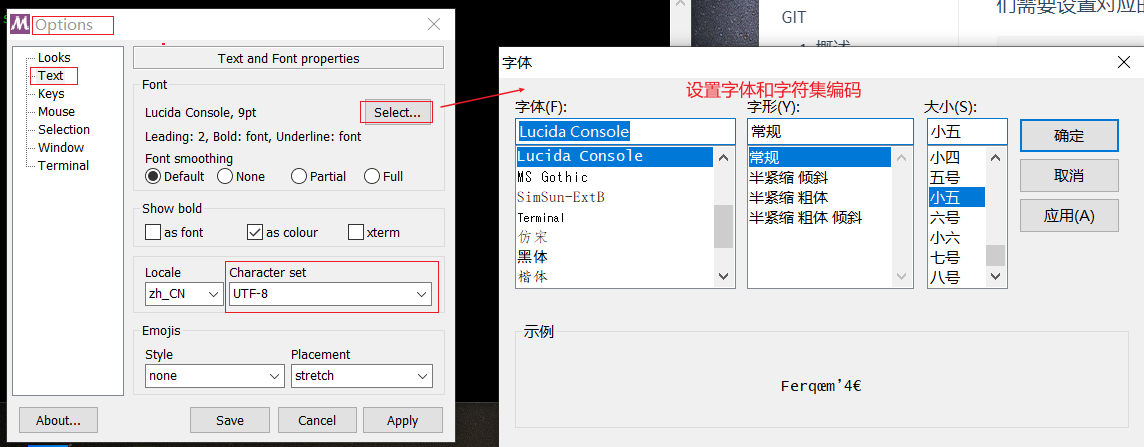 Options
Looks
Text
Keys
Mouse
Selection
Window
Terminal
Text and Font properties
Font
Lucida Console, 9pt
Select...
Leading: 2, Bold: font, Underline: font
Font smoothing
Default
None
Partial
Full
Show bold
as font
as colour
xterm
Locale
Character set
zh_CN
UTF-8
Emojis
Style
Placement
none
stretch
About...
Save
Cancel
Apply
GIT
概述
们需要设置对应的
字体
设置字体和字符集编码
字体(F):
Lucida Console
Lucida Console
MS Gothic
SimSun-ExtB
Terminal
仿宋
黑体
楷体
字形(Y):
常规
常规
半紧缩 倾斜
半紧缩 粗体
半紧缩 粗体 倾斜
大小(S):
小五
小四
五号
小五
六号
小六
七号
八号
确定
取消
应用(A)
示例
Ferqœm’4€